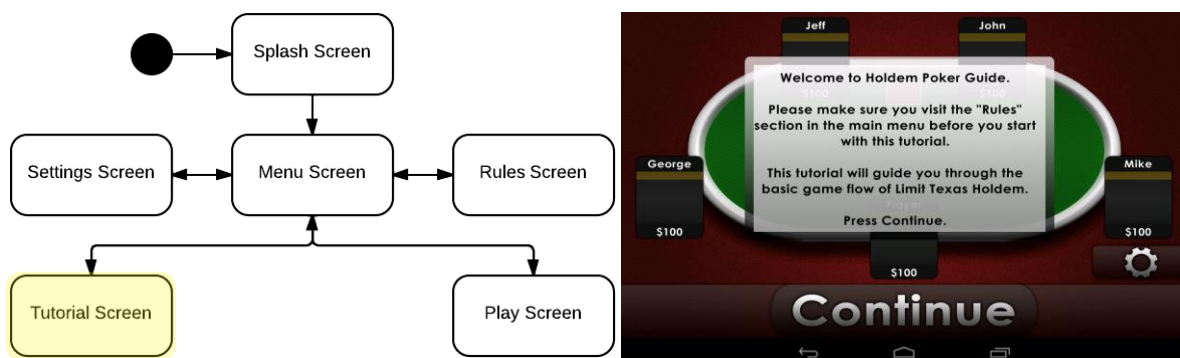 Splash Screen
Settings Screen
Menu Screen
Rules Screen
Tutorial Screen
Play Screen
Jeff
John
Welcome to Holdem Poker Guide.
$100
$100
Please make sure you visit the "Rules"
section in the main menu before you start
with this tutorial.
George
Mike
This tutorial will guide you through the
basic game flow of Limit Texas Holdem.
Player
Press Continue.
$100
$100
$100
Continue